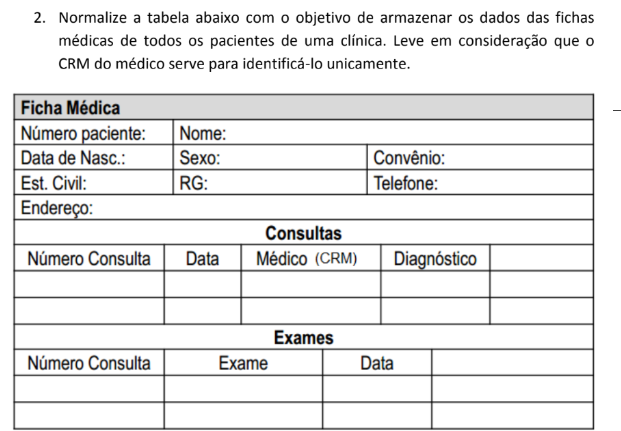 2. Normalize a tabela abaixo com o objetivo de armazenar os dados das fichas
médicas de todos os pacientes de uma clínica. Leve em consideração que o
CRM do médico serve para identificá-lo unicamente.
Ficha Médica
Número paciente: Nome:
Data de Nasc.: Sexo: Convênio:
Est. Civil: RG: Telefone:
Endereço:
Consultas
Número Consulta Data Médico (CRM) Diagnóstico
Exames
Número Consulta Exame Data